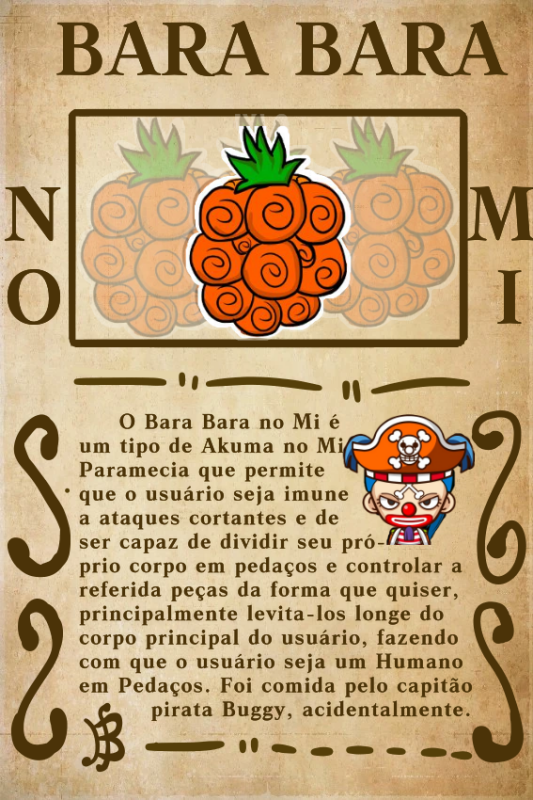 BARA BARA
NO
MI
O Bara Bara no Mi é
um tipo de Akuma no Mi
Paramecia que permite
que o usuário seja imune
a ataques cortantes e de
ser capaz de dividir seu pró-
prio corpo em pedaços e controlar a
referida peças da forma que quiser,
principalmente levita-los longe do
corpo principal do usuário, fazendo
com que o usuário seja um Humano
em Pedaços. Foi comida pelo capitão
pirata Buggy, acidentalmente.
B